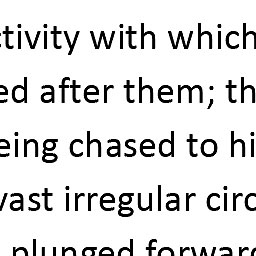 ctivity with which
ed after them; th
eing chased to hi
vast irregular circ
plunged forward